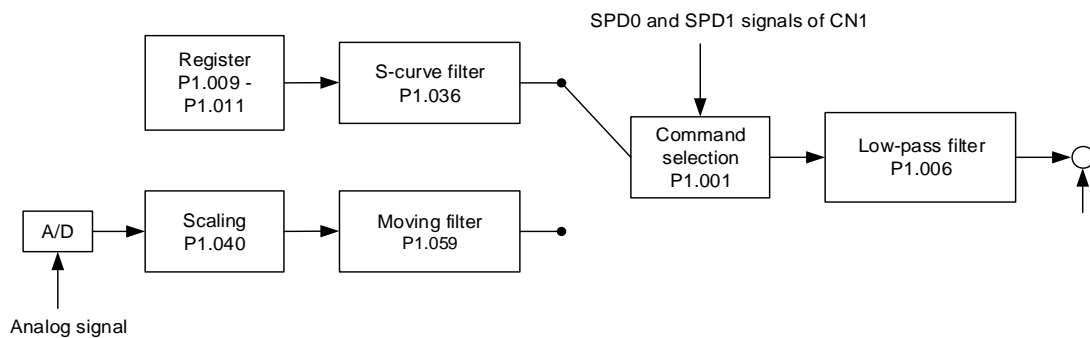 SPD0 and SPD1 signals of CN1
Register
P1.009 -
P1.011
S-curve filter
P1.036
Command
selection
P1.001
Low-pass filter
P1.006
A/D
Scaling
P1.040
Moving filter
P1.059
Analog signal